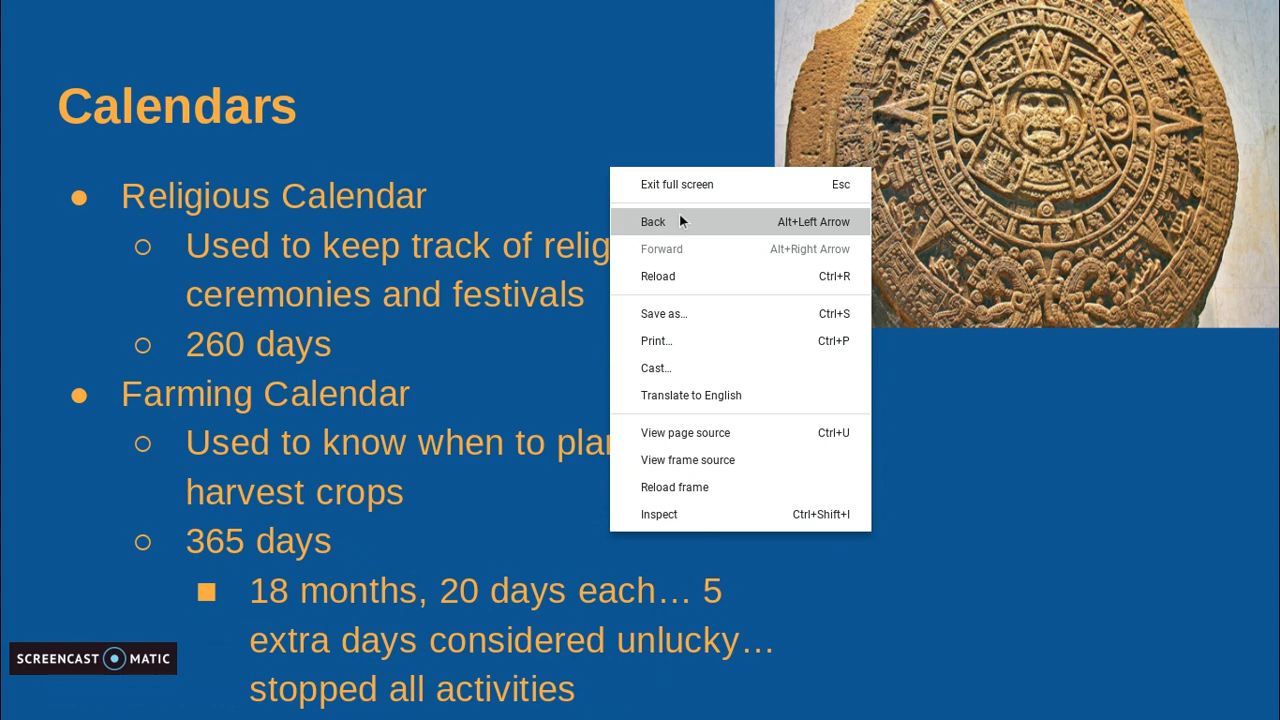 Calendars
● Religious Calendar
○ Used to keep track of relig
ceremonies and festivals
○ 260 days
● Farming Calendar
○ Used to know when to plan
harvest crops
○ 365 days
■ 18 months, 20 days each… 5
extra days considered unlucky…
stopped all activities
Exit full screen Esc
Back Alt+Left Arrow
Forward Alt+Right Arrow
Reload Ctrl+R
Save as… Ctrl+S
Print… Ctrl+P
Cast…
Translate to English
View page source Ctrl+U
View frame source
Reload frame
Inspect Ctrl+Shift+I
SCREENCAST MATIC